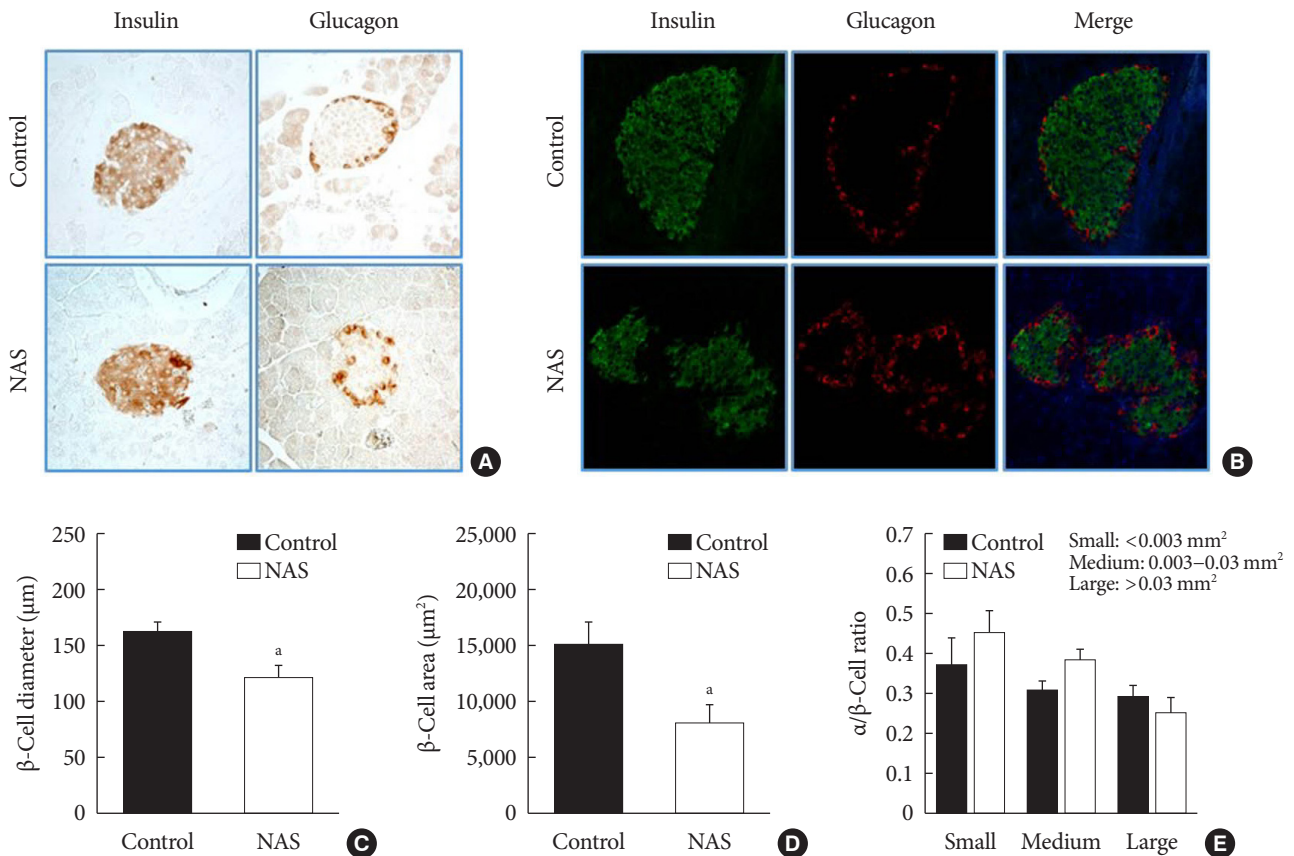 Insulin Glucagon
Control
NAS
A
Insulin Glucagon Merge
Control
NAS
B
β-Cell diameter (μm)
250
200
150
100
50
0
Control
NAS
a
Control NAS
C
β-Cell area (μm²)
25,000
20,000
15,000
10,000
5,000
0
Control
NAS
a
Control NAS
D
α/β-Cell ratio
0.7
0.6
0.5
0.4
0.3
0.2
0.1
0
Control
NAS
Small: <0.003 mm²
Medium: 0.003–0.03 mm²
Large: >0.03 mm²
Small Medium Large
E